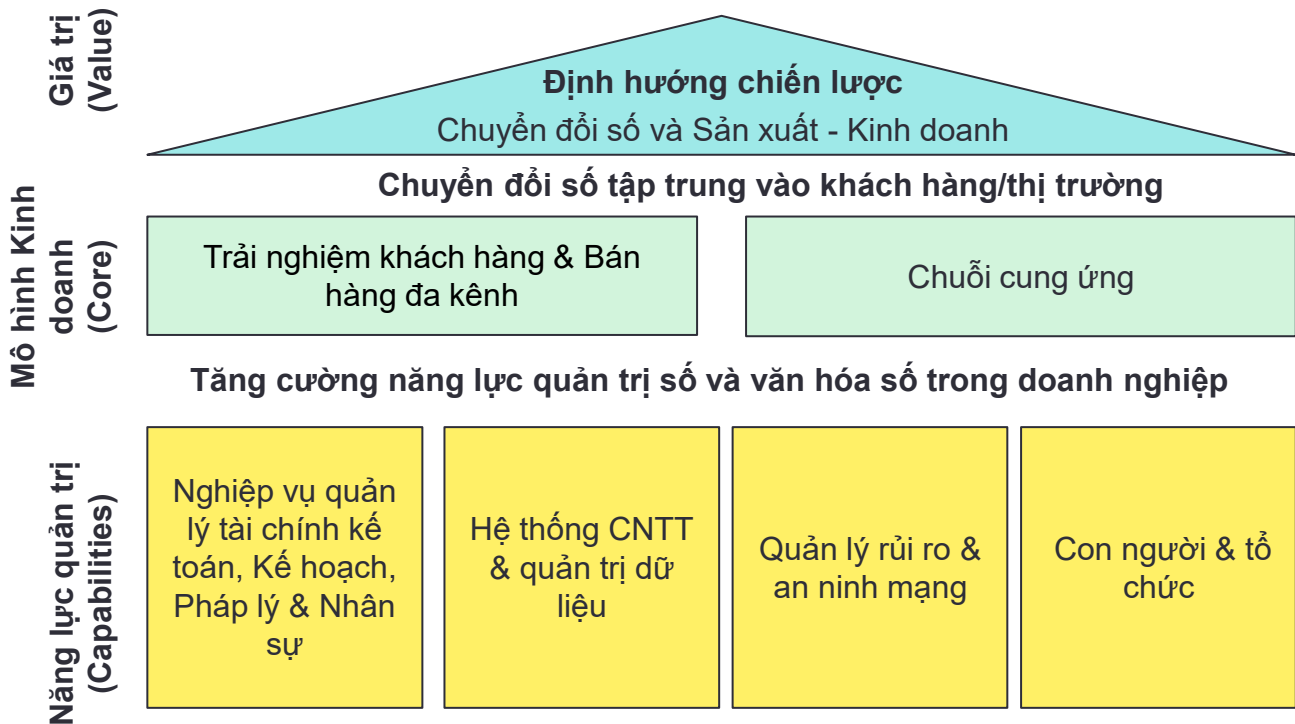 Giá trị
(Value)
Định hướng chiến lược
Chuyển đổi số và Sản xuất - Kinh doanh
Mô hình Kinh
doanh
(Core)
Chuyển đổi số tập trung vào khách hàng/thị trường
Trải nghiệm khách hàng & Bán
hàng đa kênh
Chuỗi cung ứng
Tăng cường năng lực quản trị số và văn hóa số trong doanh nghiệp
Năng lực quản trị
(Capabilities)
Nghiệp vụ quản
lý tài chính kế
toán, Kế hoạch,
Pháp lý & Nhân
sự
Hệ thống CNTT
& quản trị dữ
liệu
Quản lý rủi ro &
an ninh mạng
Con người & tổ
chức